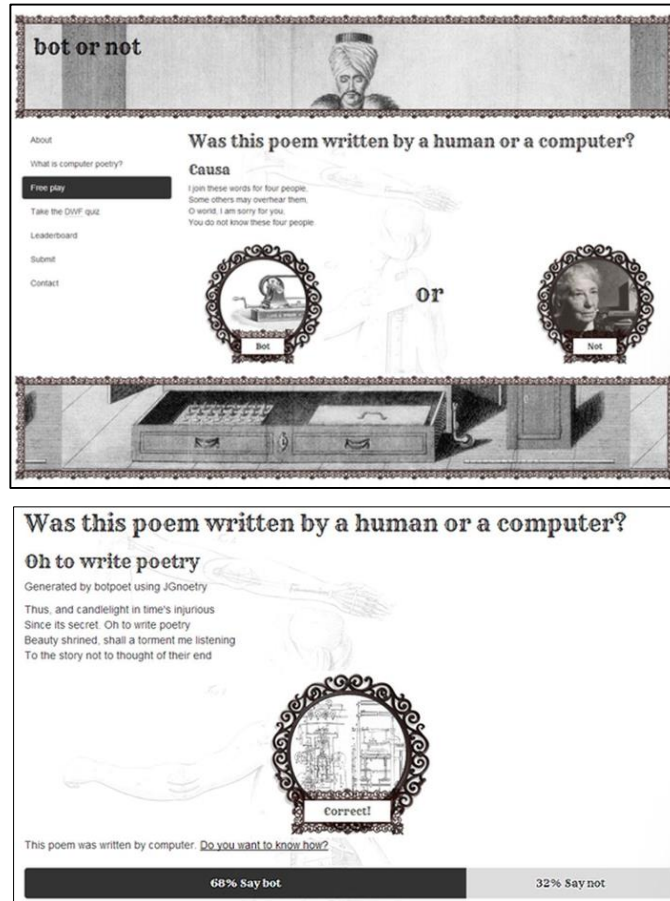 bot or not
About
What is computer poetry?
Free play
Take the DWF quiz
Leaderboard
Submit
Contact
Was this poem written by a human or a computer?
Causa
I join these words for four people,
Some others may overhear them,
O world, I am sorry for you,
You do not know these four people.
Bot
or
Not
Was this poem written by a human or a computer?
Oh to write poetry
Generated by botpoet using JGnoetry
Thus, and candlelight in time's injurious
Since its secret. Oh to write poetry
Beauty shrined, shall a torment me listening
To the story not to thought of their end
Correct!
This poem was written by computer. Do you want to know how?
68% Say bot
32% Say not